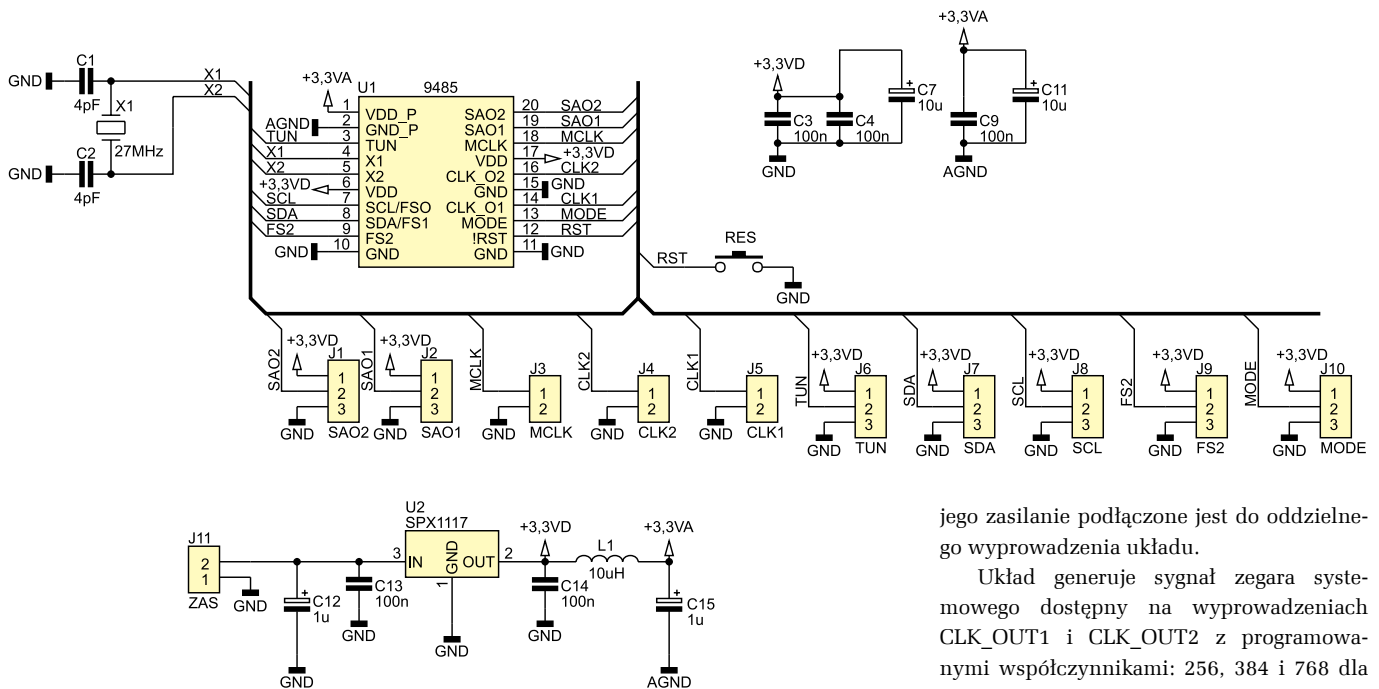 +3,3VA
C1
GND
4pF
X1
X2
X1
27MHz
C2
GND
4pF
+3,3VA
U1
9485
AGND
1 VDD_P SAO2 20 SAO2
2 GND_P SAO1 19 SAO1
TUN 3 TUN MCLK 18 MCLK
X1 4 X1 VDD 17 +3,3VD
X2 5 X2 CLK_O2 16 CLK2
+3,3VD 6 VDD GND 15 GND
SCL 7 SCL/FSO CLK_O1 14 CLK1
SDA 8 SDA/FS1 MODE 13 MODE
FS2 9 FS2 !RST 12 RST
GND 10 GND GND 11 GND
+3,3VD
C3
100n
C4
100n
C7
10u
+
GND
C9
100n
C11
10u
+
AGND
RST
RES
GND
SAO2
+3,3VD
J1
1
2
3
GND
SAO2
SAO1
+3,3VD
J2
1
2
3
GND
SAO1
MCLK
J3
1
2
GND
MCLK
CLK2
J4
1
2
GND
CLK2
CLK1
J5
1
2
GND
CLK1
TUN
+3,3VD
J6
1
2
3
GND
TUN
SDA
+3,3VD
J7
1
2
3
GND
SDA
SCL
+3,3VD
J8
1
2
3
GND
SCL
FS2
+3,3VD
J9
1
2
3
GND
FS2
MODE
+3,3VD
J10
1
2
3
GND
MODE
J11
2
1
ZAS
GND
+
C12
1u
GND
C13
100n
GND
U2
SPX1117
3 IN GND OUT 2
1
GND
+3,3VD
C14
100n
GND
L1
10uH
+3,3VA
+
C15
1u
AGND
jego zasilanie podłączone jest do oddzielne-
go wyprowadzenia układu.
Układ generuje sygnał zegara syste-
mowego dostępny na wyprowadzeniach
CLK_OUT1 i CLK_OUT2 z programowa-
nymi współczynnikami: 256, 384 i 768 dla